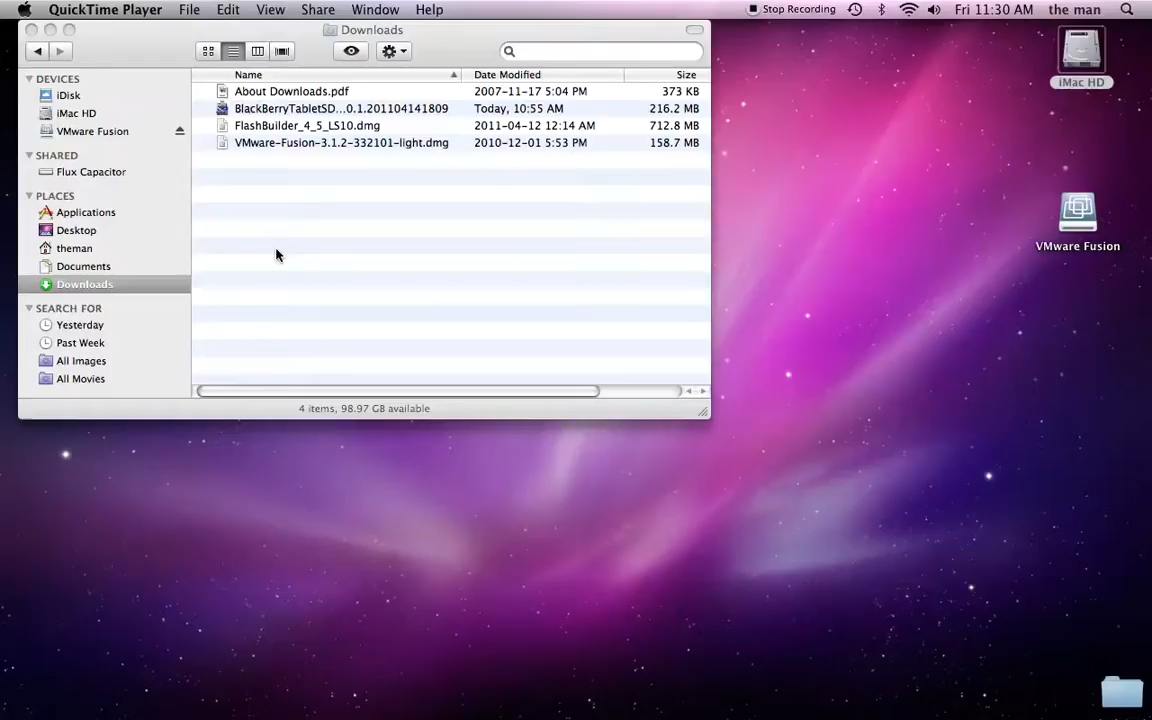 QuickTime Player File Edit View Share Window Help Stop Recording Fri 11:30 AM the man
Downloads
DEVICES
iDisk
iMac HD
VMware Fusion
SHARED
Flux Capacitor
PLACES
Applications
Desktop
theman
Documents
Downloads
SEARCH FOR
Yesterday
Past Week
All Images
All Movies
Name Date Modified Size
About Downloads.pdf 2007-11-17 5:04 PM 373 KB
BlackBerryTabletSD...0.1.201104141809 Today, 10:55 AM 216.2 MB
FlashBuilder_4_5_LS10.dmg 2011-04-12 12:14 AM 712.8 MB
VMware-Fusion-3.1.2-332101-light.dmg 2010-12-01 5:53 PM 158.7 MB
4 items, 98.97 GB available
iMac HD
VMware Fusion